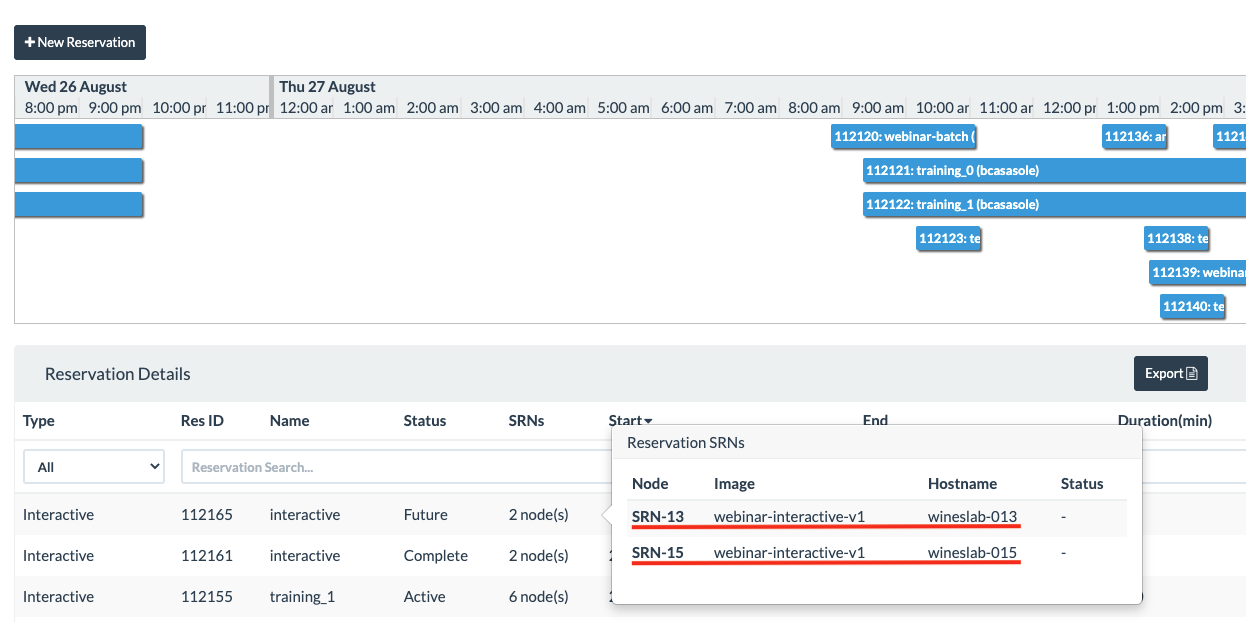 + New Reservation
Wed 26 August Thu 27 August
8:00 pm 9:00 pm 10:00 pr 11:00 pr 12:00 ar 1:00 am 2:00 am 3:00 am 4:00 am 5:00 am 6:00 am 7:00 am 8:00 am 9:00 am 10:00 ar 11:00 ar 12:00 pr 1:00 pm 2:00 pm 3:
112120: webinar-batch ( 112136: ar 1121
112121: training_0 (bcasasole)
112122: training_1 (bcasasole)
112123: te 112138: te
112139: webinar
112140: te
Reservation Details Export
Type Res ID Name Status SRNs Start End Duration(min)
All Reservation Search...
Reservation SRNs
Node Image Hostname Status
Interactive 112165 interactive Future 2 node(s)
SRN-13 webinar-interactive-v1 wineslab-013 -
Interactive 112161 interactive Complete 2 node(s)
SRN-15 webinar-interactive-v1 wineslab-015 -
Interactive 112155 training_1 Active 6 node(s)